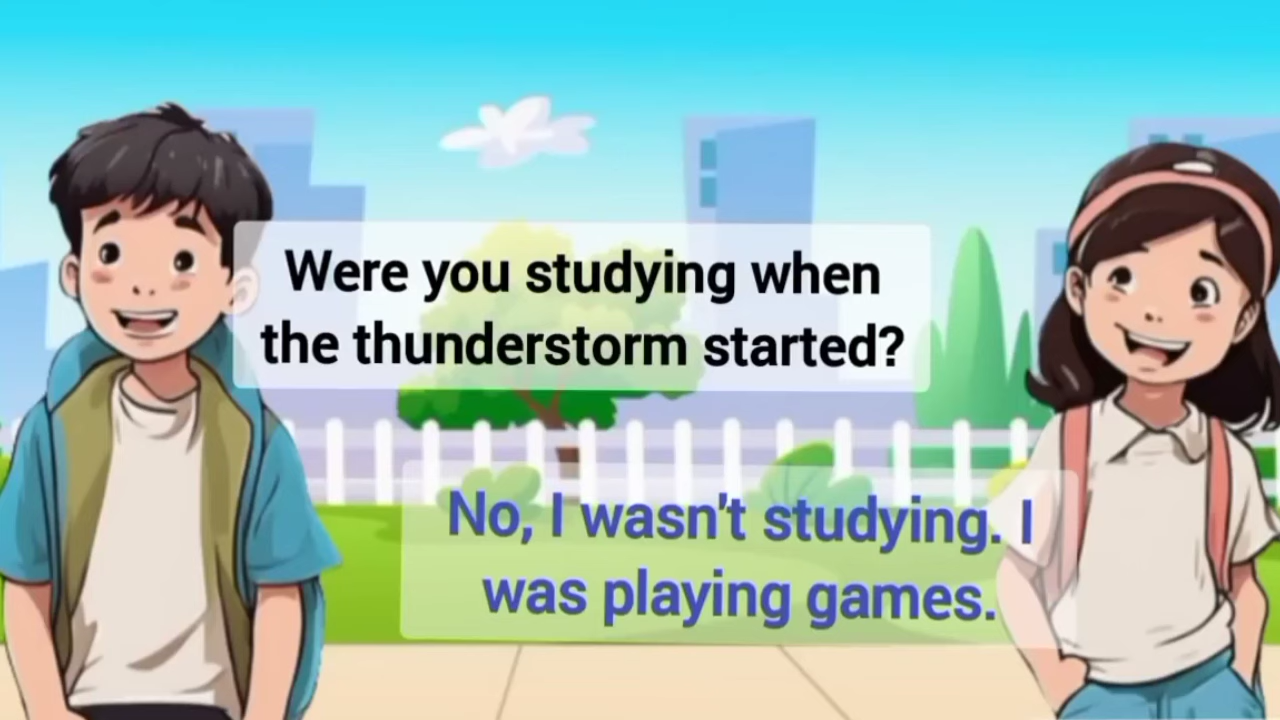 Were you studying when
the thunderstorm started?
No, I wasn't studying. I
was playing games.